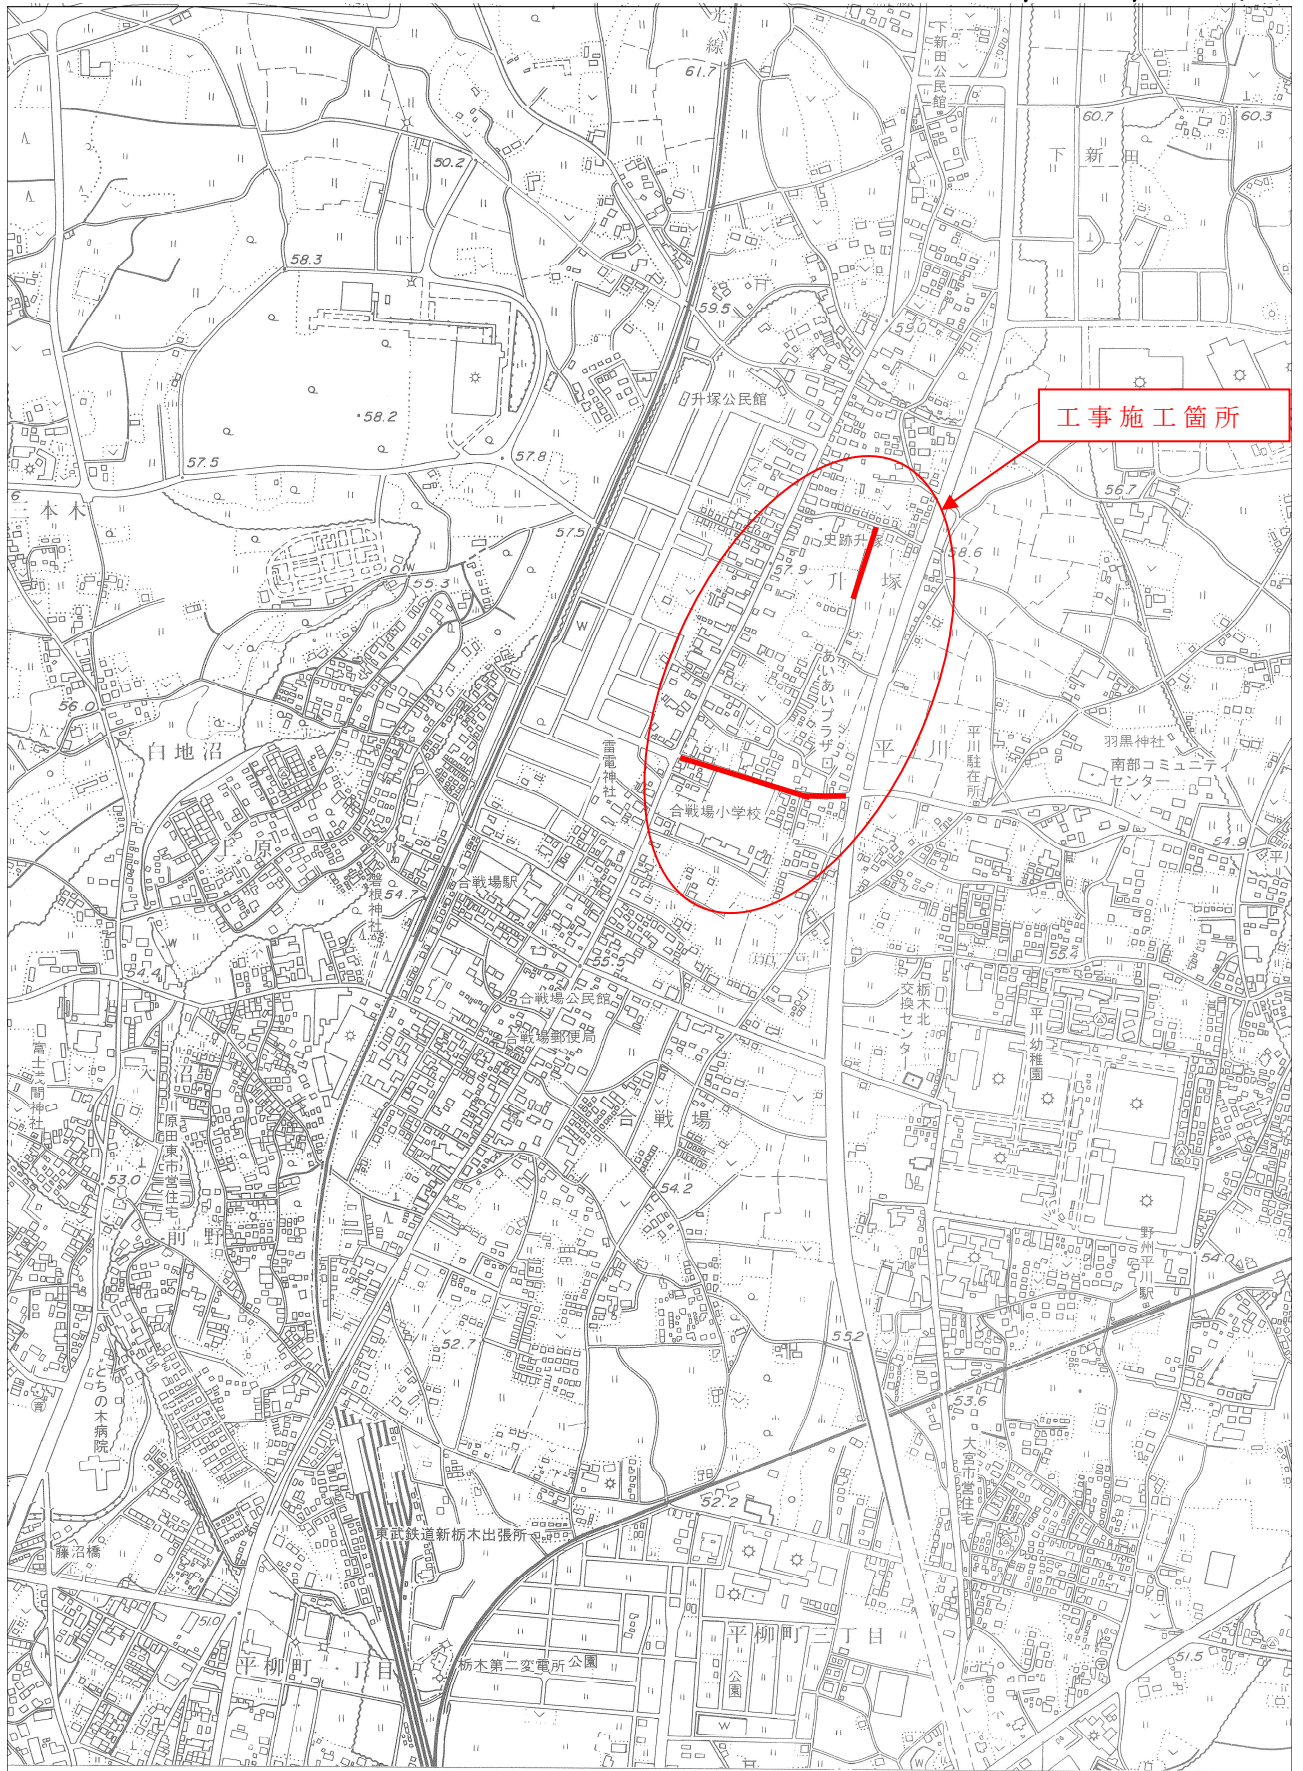 光
線
61.7
下新田公民館
60.7
60.3
下新田
50.2
58.3
59.5
59.0
升塚公民館
工事施工箇所
58.2
57.5
57.8
56.7
三本木
57.5
史跡升塚
58.6
57.9
升塚
55.3
W
W
あいあいプラザ
56.0
白地沼
雷電神社
平川
平川駐在所
羽黒神社
南部コミュニティ
センター
合戦場小学校
54.9
平
原
合戦場駅
磐根神社
54.7
W
54.4
55.5
55.4
合戦場公民館
栃木北
交換センタ
平川幼稚園
合戦場郵便局
富士浅間神社
大沼
川原田東市営住宅
合戦場
53.0
54.2
前野
野州平川駅
54.1
52.7
55.2
53.6
とちの木病院
大宮市営住宅
52.2
東武鉄道新栃木出張所
藤沼橋
51.0
平柳町一丁目
栃木第二変電所
公園
平柳町三丁目
公園
51.5
W
W